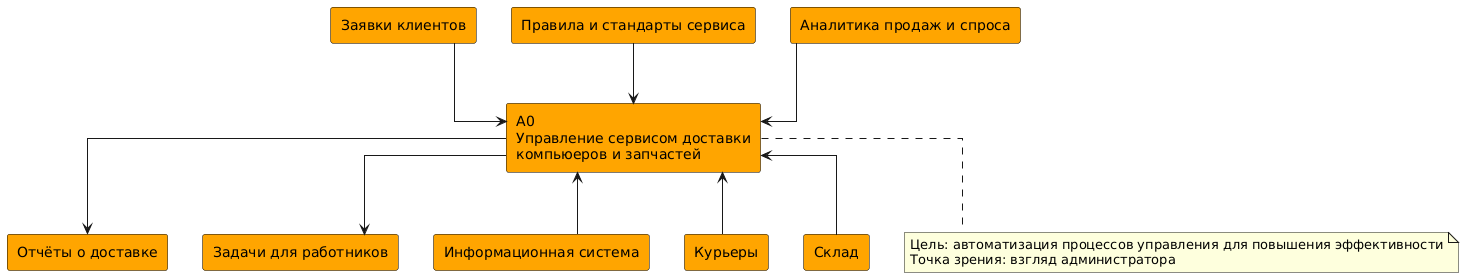 Заявки клиентов
Правила и стандарты сервиса
Аналитика продаж и спроса
A0
Управление сервисом доставки
компьюеров и запчастей
Отчёты о доставке
Задачи для работников
Информационная система
Курьеры
Склад
Цель: автоматизация процессов управления для повышения эффективности
Точка зрения: взгляд администратора